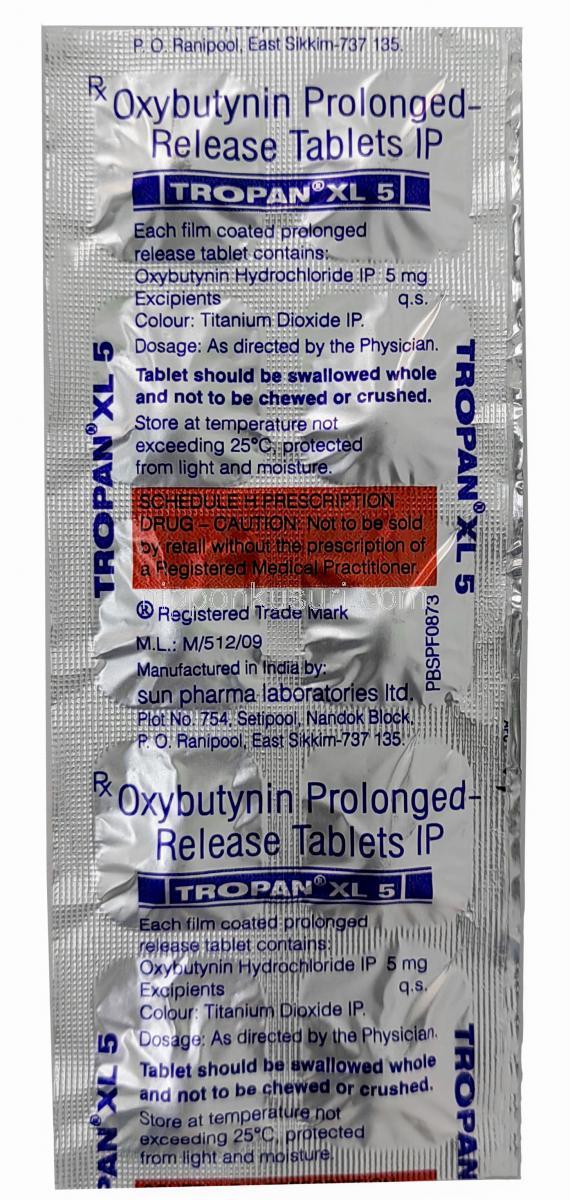 P. O. Ranipool, East Sikkim-737 135.
Rx Oxybutynin Prolonged-
Release Tablets IP
TROPAN® XL 5
Each film coated prolonged
release tablet contains:
Oxybutynin Hydrochloride IP 5 mg
Excipients q.s.
Colour: Titanium Dioxide IP.
Dosage: As directed by the Physician.
Tablet should be swallowed whole
and not to be chewed or crushed.
Store at temperature not
exceeding 25°C, protected
from light and moisture.
TROPAN® XL 5
TROPAN® XL 5
SCHEDULE H PRESCRIPTION
DRUG – CAUTION: Not to be sold
by retail without the prescription of
a Registered Medical Practitioner.
® Registered Trade Mark
M.L.: M/512/09
Manufactured in India by:
sun pharma laboratories ltd.
Plot No. 754, Setipool, Nandok Block,
P. O. Ranipool, East Sikkim-737 135.
PBSPF0873
Rx Oxybutynin Prolonged-
Release Tablets IP
TROPAN® XL 5
Each film coated prolonged
release tablet contains:
Oxybutynin Hydrochloride IP 5 mg
Excipients q.s.
Colour: Titanium Dioxide IP.
Dosage: As directed by the Physician.
Tablet should be swallowed whole
and not to be chewed or crushed.
Store at temperature not
exceeding 25°C, protected
from light and moisture.
PAN® XL 5
TROPAN